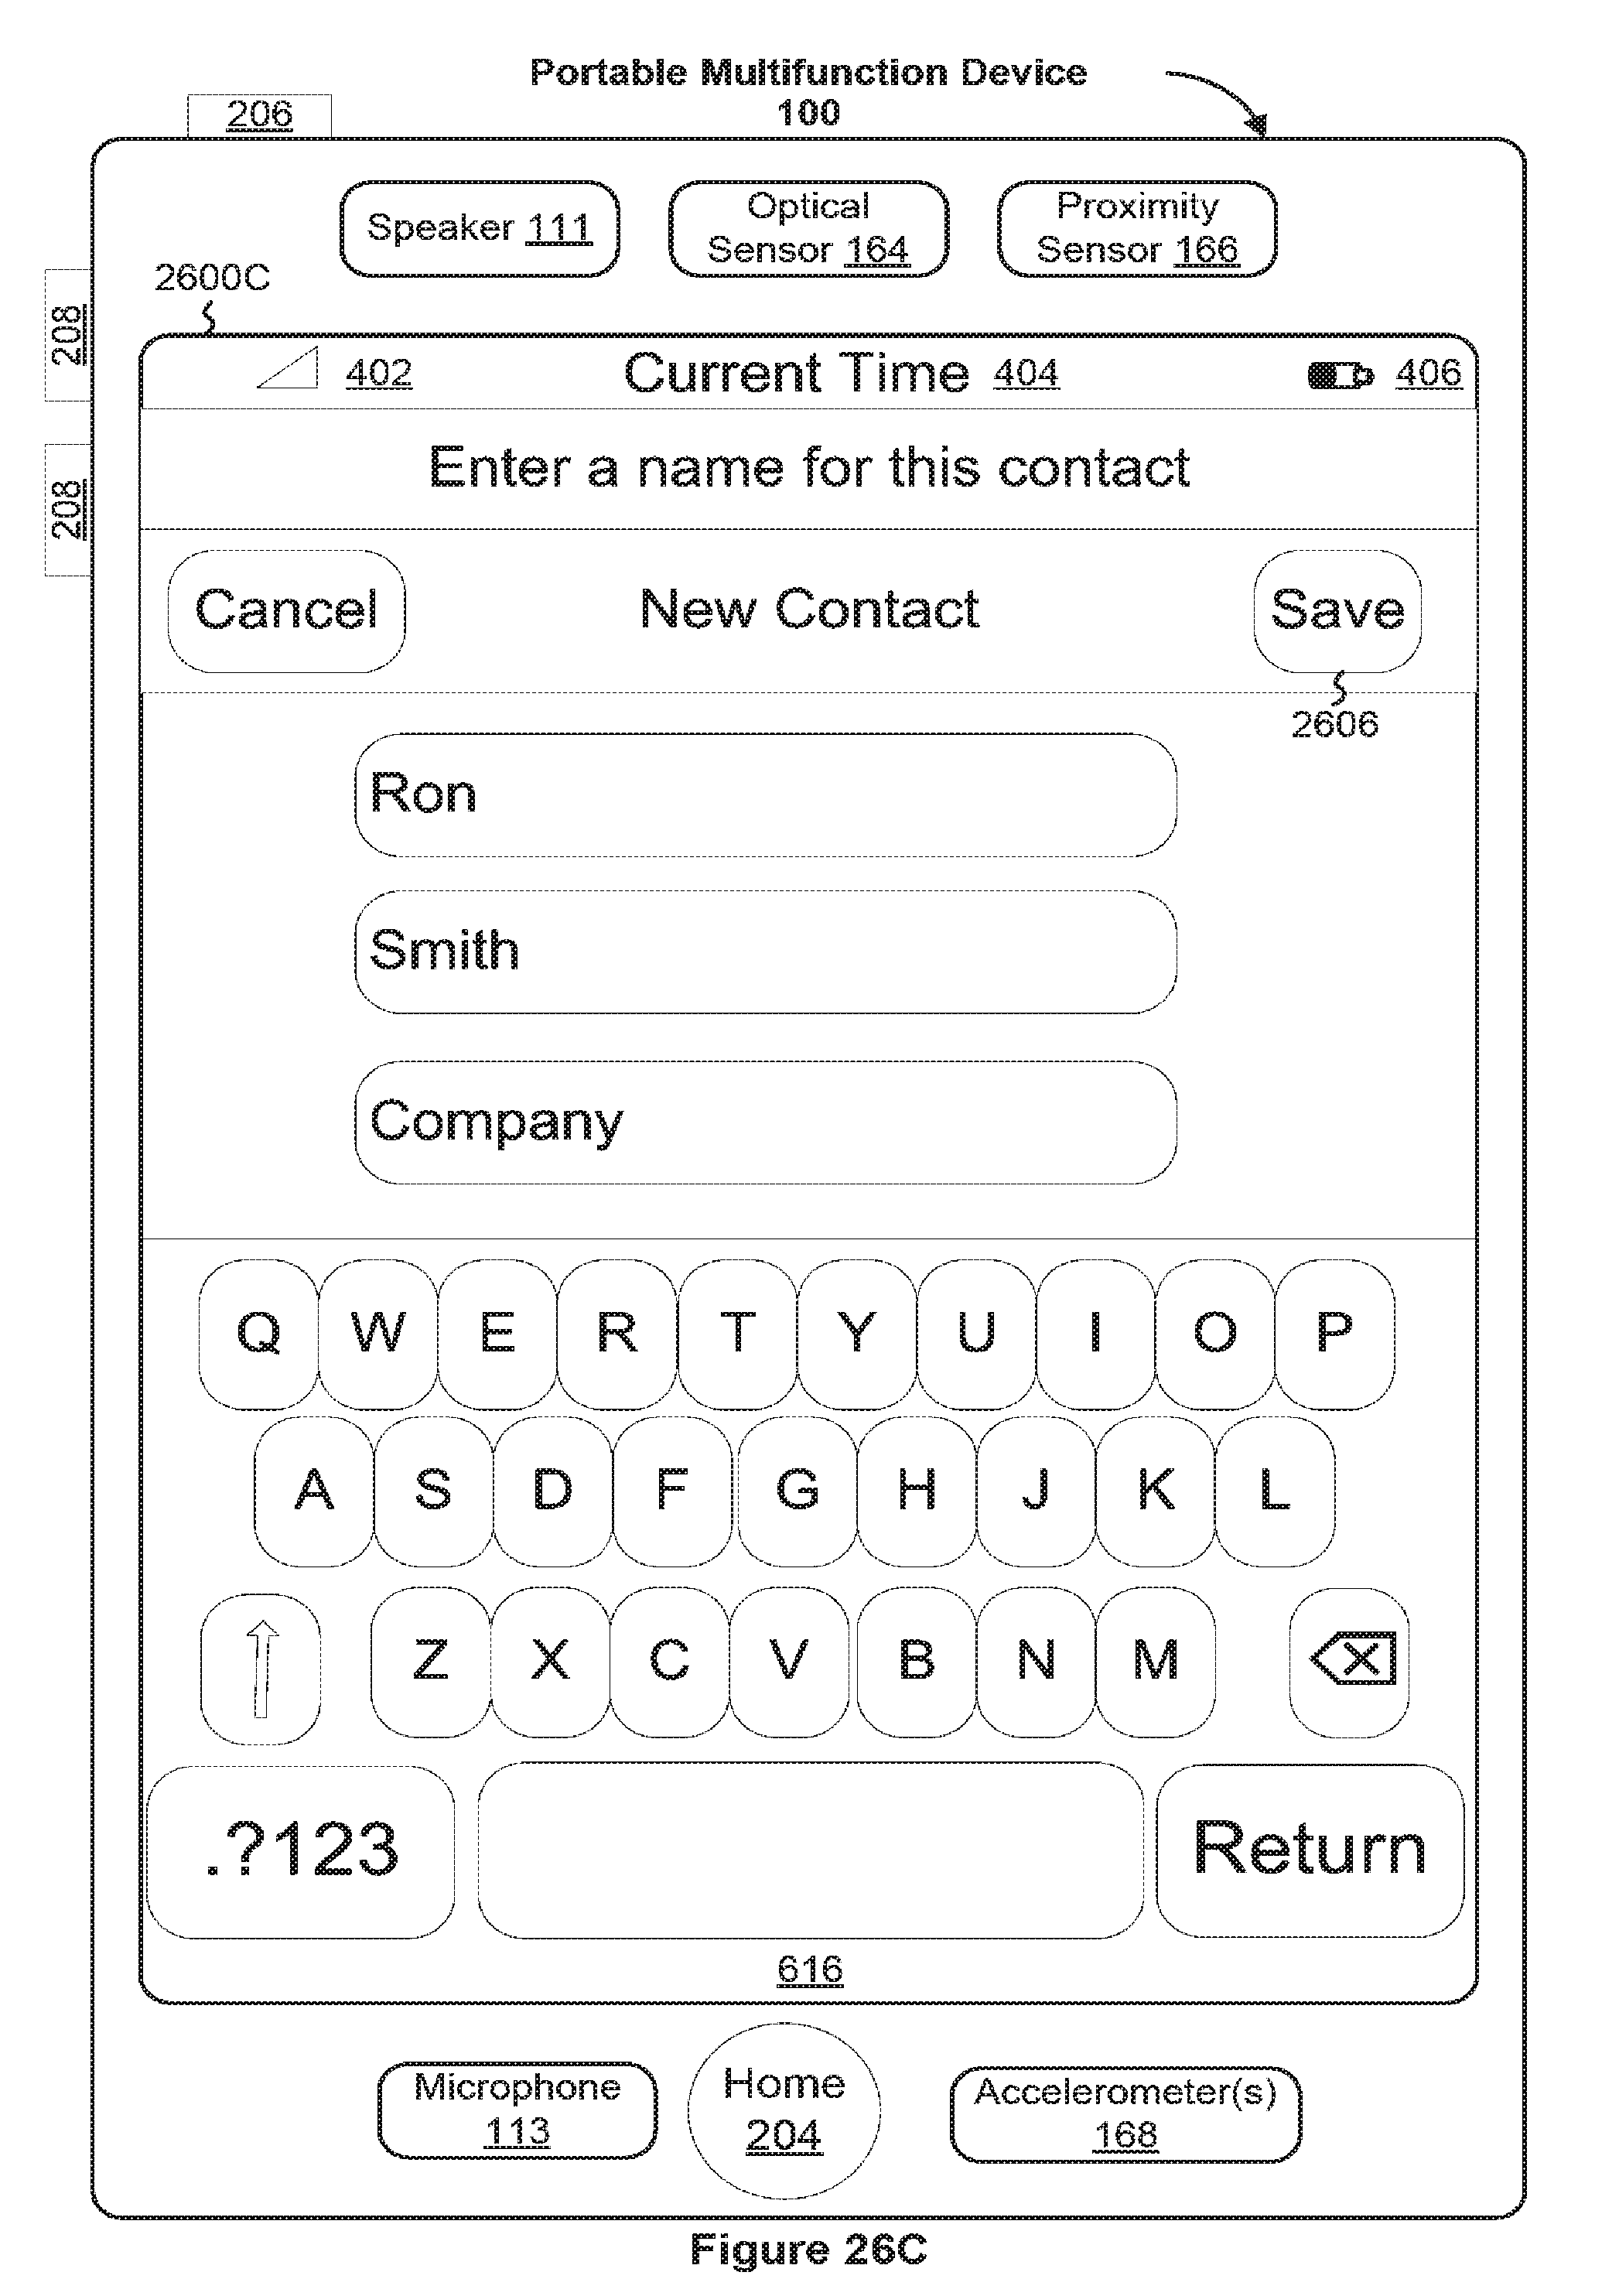 Portable Multifunction Device
100
206
Speaker 111
Optical
Sensor 164
Proximity
Sensor 166
2600C
208
208
402
Current Time 404
406
Enter a name for this contact
Cancel
New Contact
Save
2606
Ron
Smith
Company
Q W E R T Y U I O P
A S D F G H J K L
Z X C V B N M
.?123
Return
616
Microphone
113
Home
204
Accelerometer(s)
168
Figure 26C